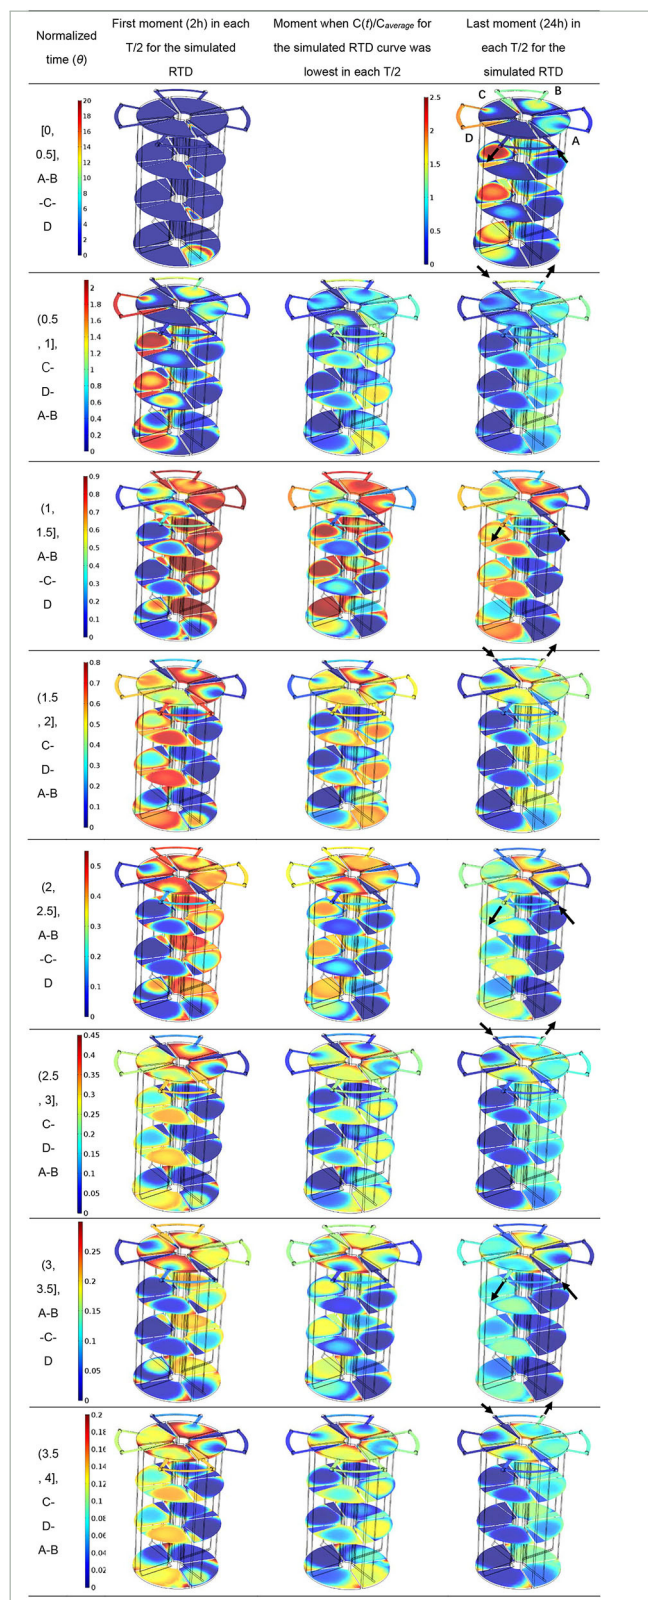 Normalized
time (θ)
First moment (2h) in each
T/2 for the simulated
RTD
Moment when C(t)/Caverage for
the simulated RTD curve was
lowest in each T/2
Last moment (24h) in
each T/2 for the
simulated RTD
[0,
0.5],
A-B
-C-
D
20
18
16
14
12
10
8
6
4
2
0
2.5
2
1.5
1
0.5
0
C
B
D
A
(0.5
, 1],
C-
D-
A-B
2
1.8
1.6
1.4
1.2
1
0.8
0.6
0.4
0.2
0
(1,
1.5],
A-B
-C-
D
0.9
0.8
0.7
0.6
0.5
0.4
0.3
0.2
0.1
0
(1.5
, 2],
C-
D-
A-B
0.8
0.7
0.6
0.5
0.4
0.3
0.2
0.1
0
(2,
2.5],
A-B
-C-
D
0.5
0.4
0.3
0.2
0.1
0
(2.5
, 3],
C-
D-
A-B
0.45
0.4
0.35
0.3
0.25
0.2
0.15
0.1
0.05
0
(3,
3.5],
A-B
-C-
D
0.25
0.2
0.15
0.1
0.05
0
(3.5
, 4],
C-
D-
A-B
0.2
0.18
0.16
0.14
0.12
0.1
0.08
0.06
0.04
0.02
0